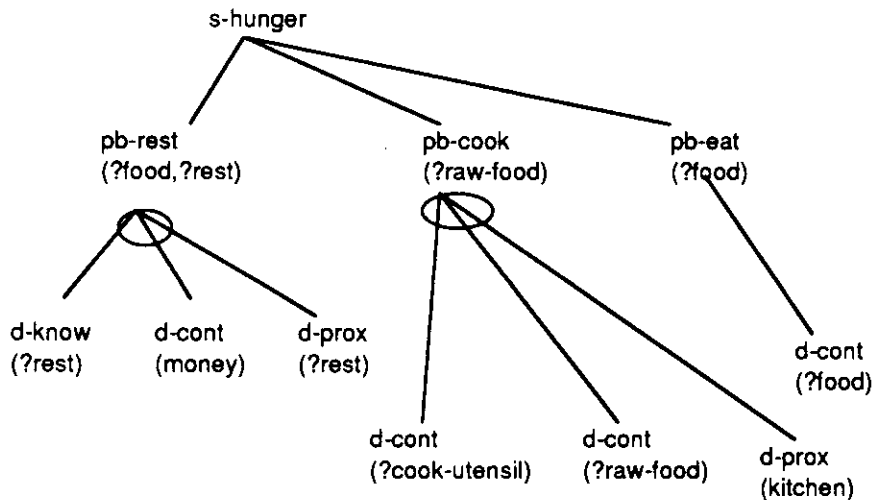 s-hunger
pb-rest
(?food,?rest)
pb-cook
(?raw-food)
pb-eat
(?food)
d-know
(?rest)
d-cont
(money)
d-prox
(?rest)
d-cont
(?food)
d-cont
(?cook-utensil)
d-cont
(?raw-food)
d-prox
(kitchen)